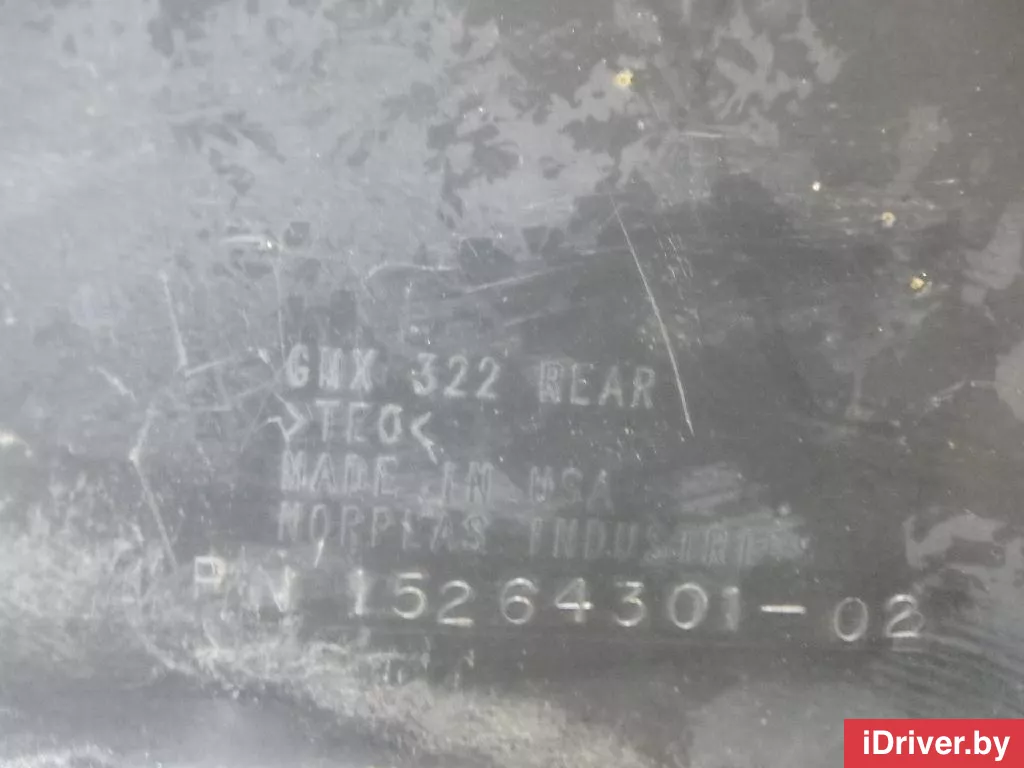 GMX 322 REAR
>TEO<
MADE IN USA
NORPLAS INDUSTRIES
P/N 15264301-02
iDriver.by